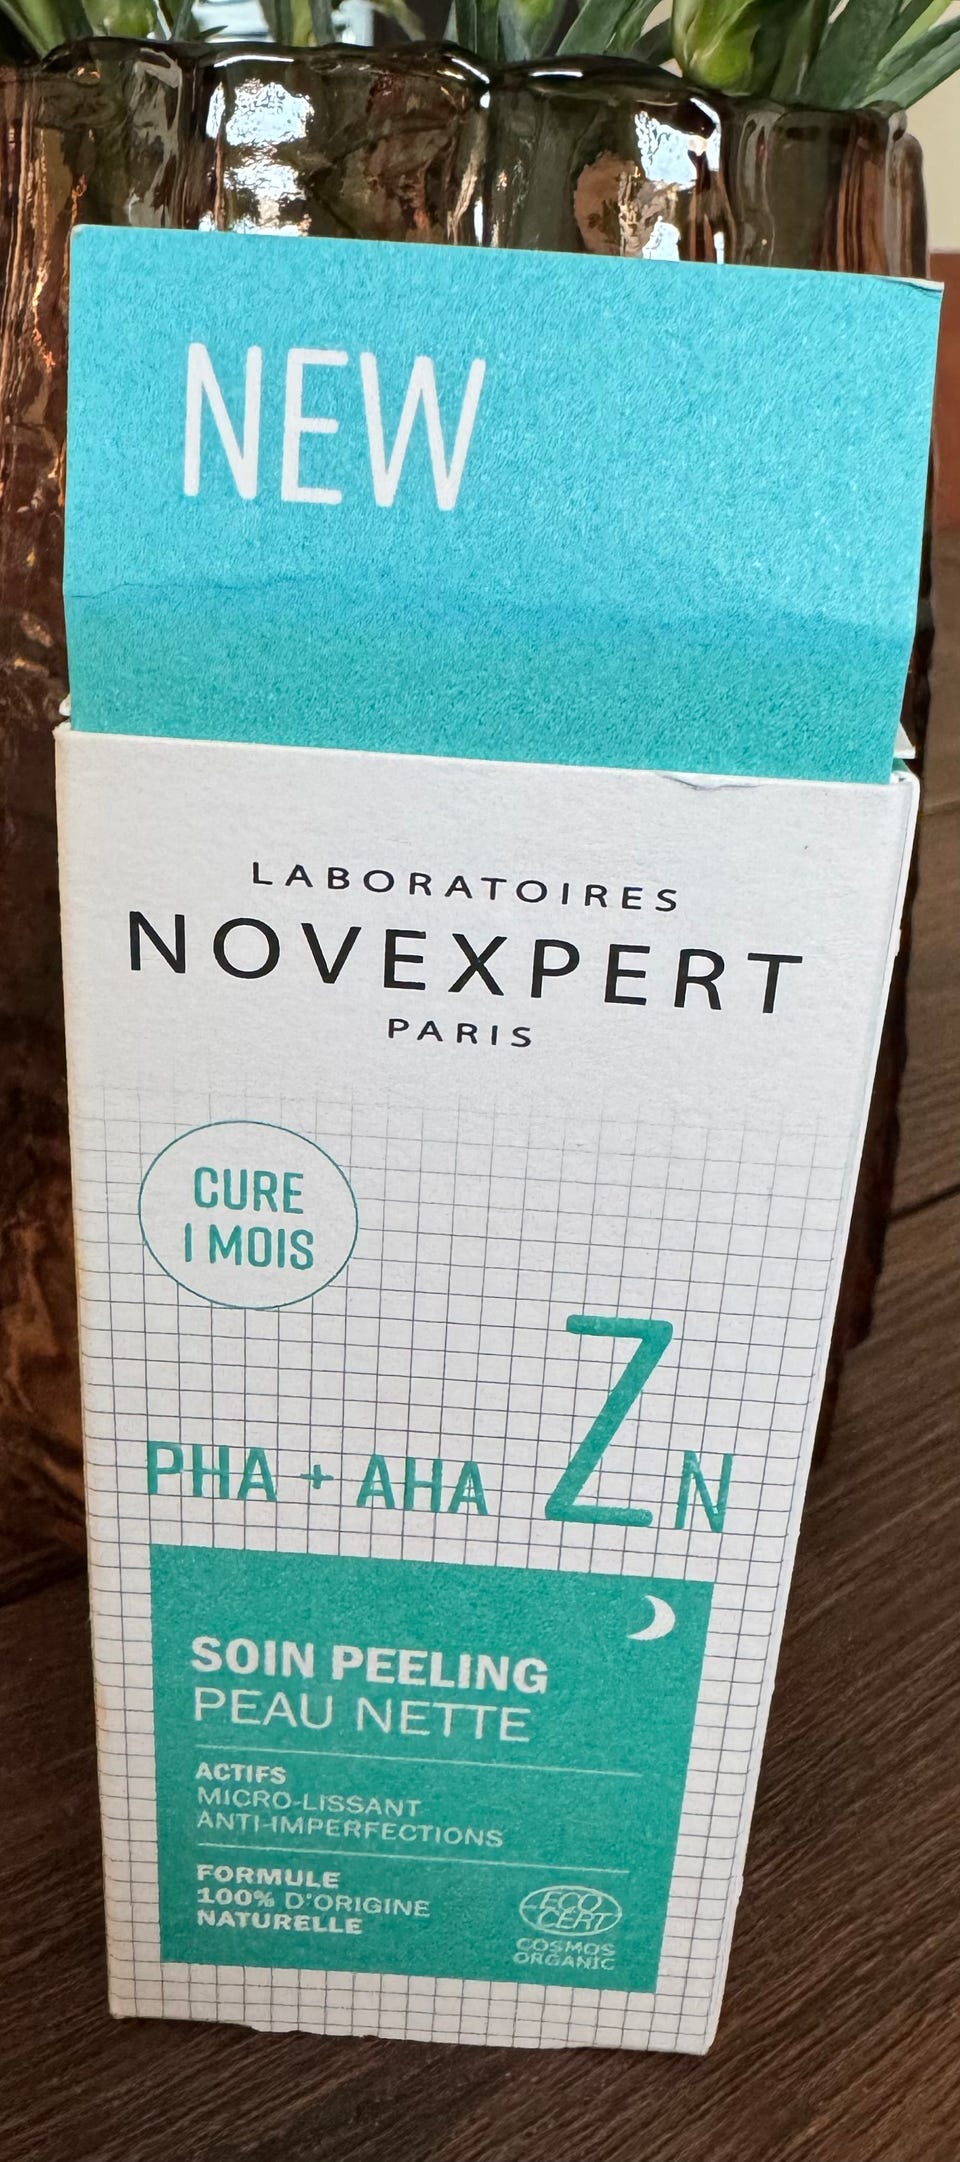 NEW
LABORATOIRES
NOVEXPERT
PARIS
CURE
1 MOIS
PHA + AHA ZN
SOIN PEELING
PEAU NETTE
ACTIFS
MICRO-LISSANT
ANTI-IMPERFECTIONS
FORMULE
100% D'ORIGINE
NATURELLE
ECO
CERT
COSMOS
ORGANIC